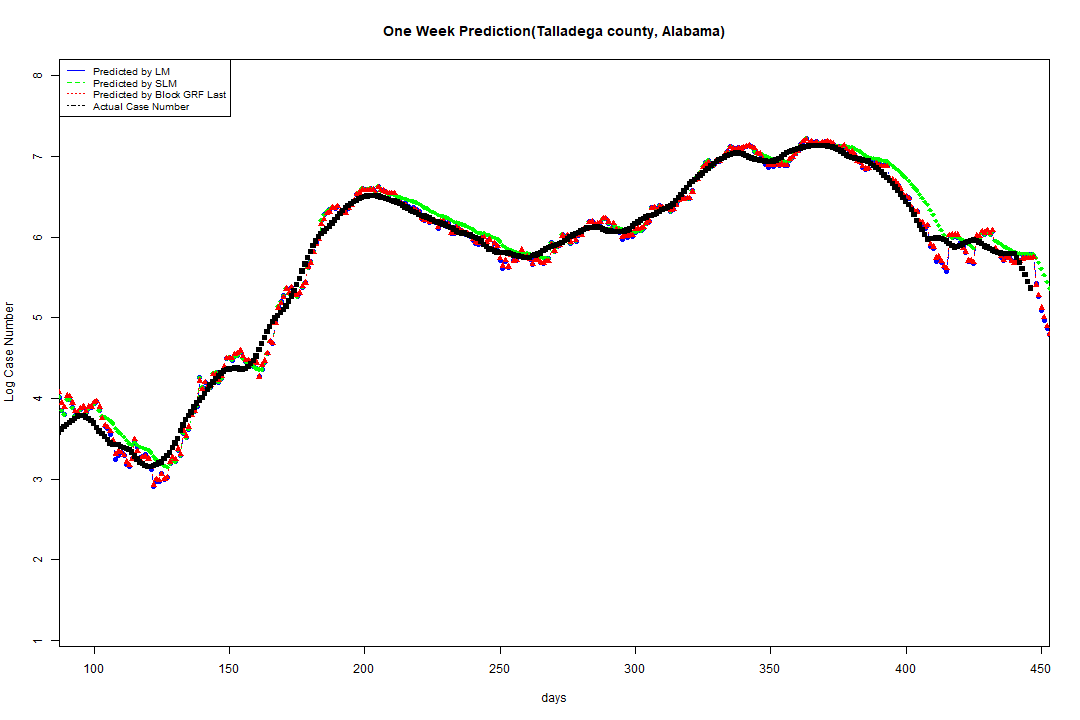 One Week Prediction(Talladega county, Alabama)
Predicted by LM
Predicted by SLM
Predicted by Block GRF Last
Actual Case Number
Log Case Number
8
7
6
5
4
3
2
1
100 150 200 250 300 350 400 450
days